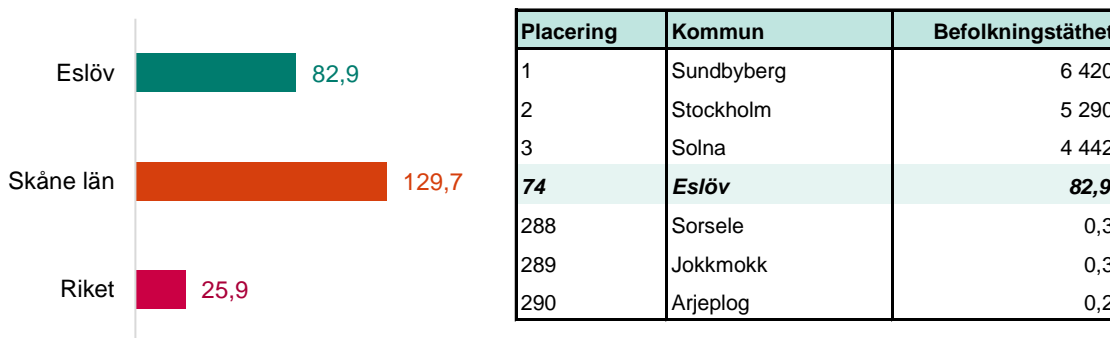 Eslöv 82,9
Skåne län 129,7
Riket 25,9
Placering Kommun Befolkningstäthet
1 Sundbyberg 6 420
2 Stockholm 5 290
3 Solna 4 442
74 Eslöv 82,9
288 Sorsele 0,3
289 Jokkmokk 0,3
290 Arjeplog 0,2